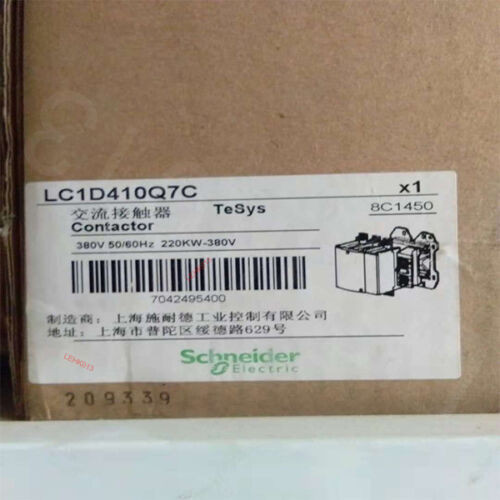 LC1D410Q7C x1
交流接触器 TeSys 8C1450
Contactor
380V 50/60Hz 220KW-380V
7042495400
制造商: 上海施耐德工业控制有限公司
地址: 上海市普陀区绥德路629号
LEHIGH3
Schneider
Electric
209339